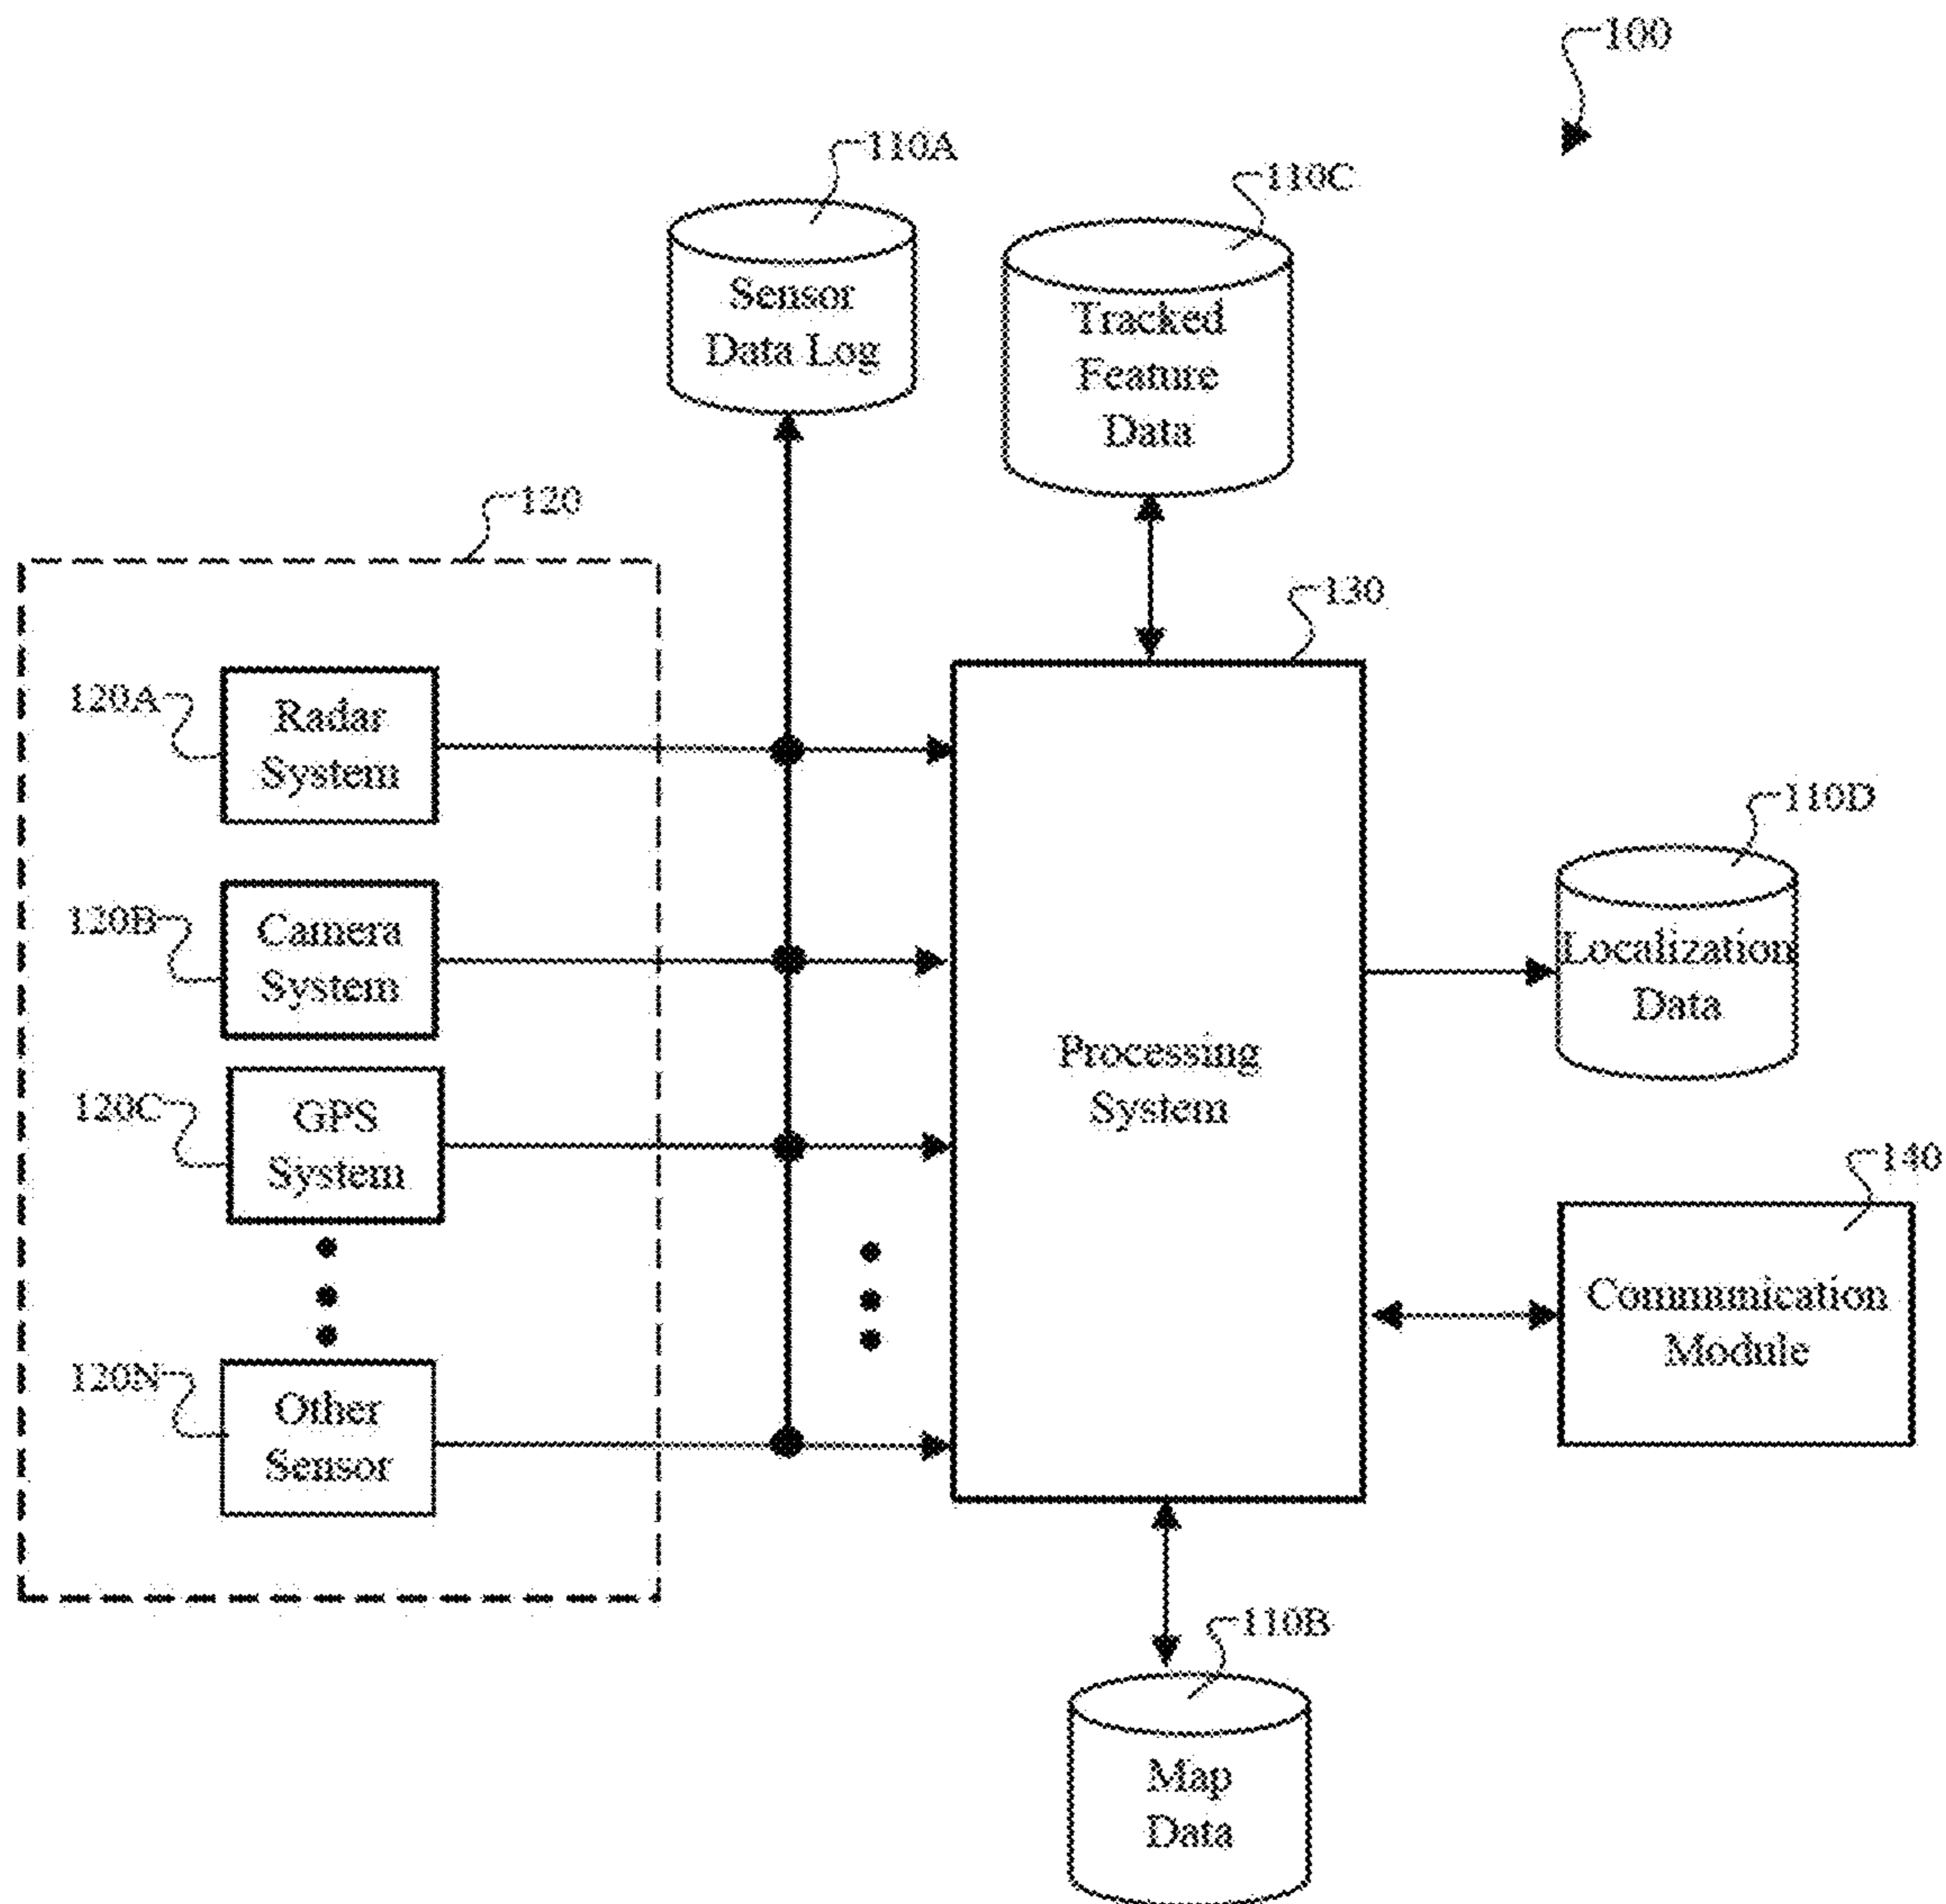 100
110A
110C
Sensor
Data Log
Tracked
Feature
Data
120
130
120A
Radar
System
110D
120B
Camera
System
Localization
Data
Processing
System
120C
GPS
System
140
Communication
Module
120N
Other
Sensor
110B
Map
Data